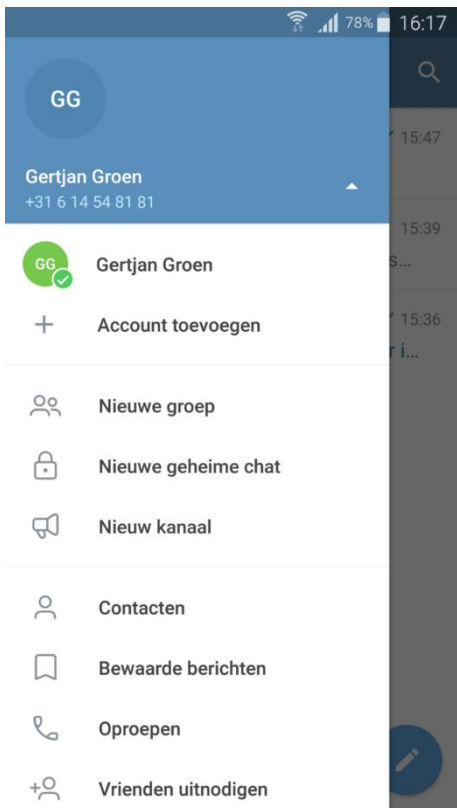 78% 16:17
GG
Gertjan Groen
+31 6 14 54 81 81
15:47
GG Gertjan Groen
15:39
s...
Account toevoegen
15:36
r i...
Nieuwe groep
Nieuwe geheime chat
Nieuw kanaal
Contacten
Bewaarde berichten
Oproepen
Vrienden uitnodigen